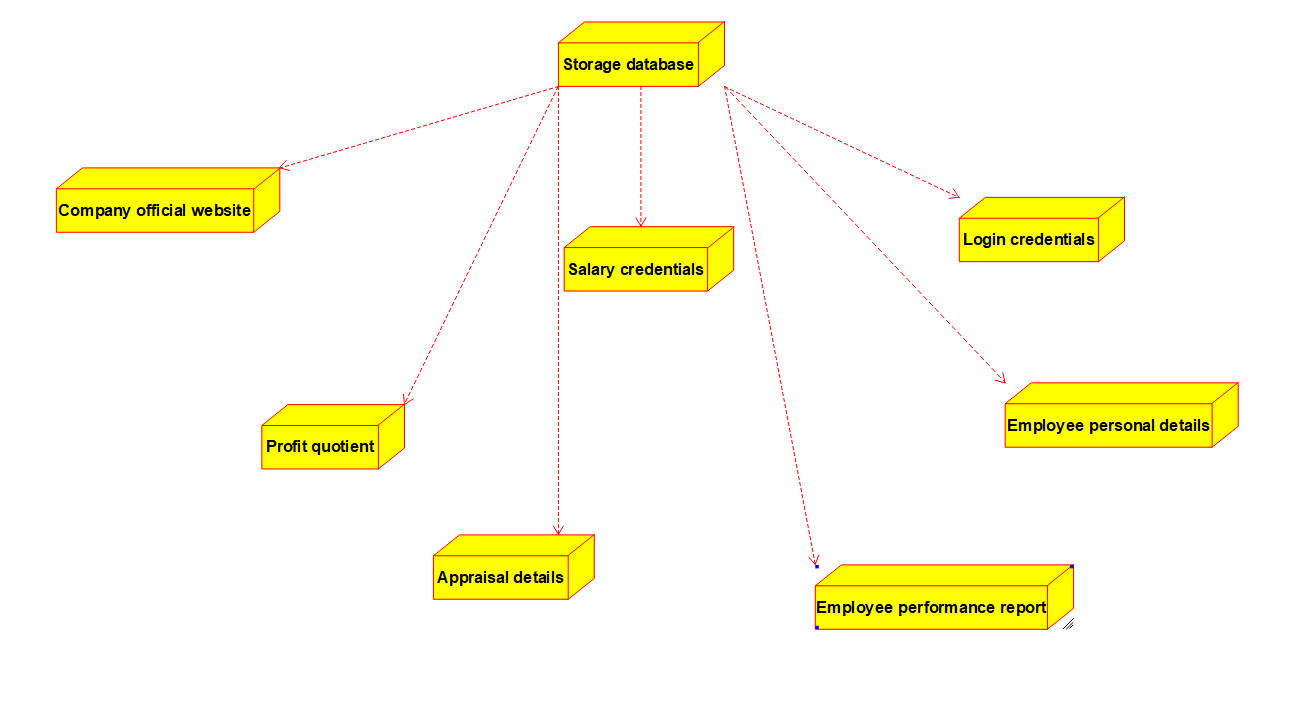 Storage database
Company official website
Login credentials
Salary credentials
Employee personal details
Profit quotient
Appraisal details
Employee performance report